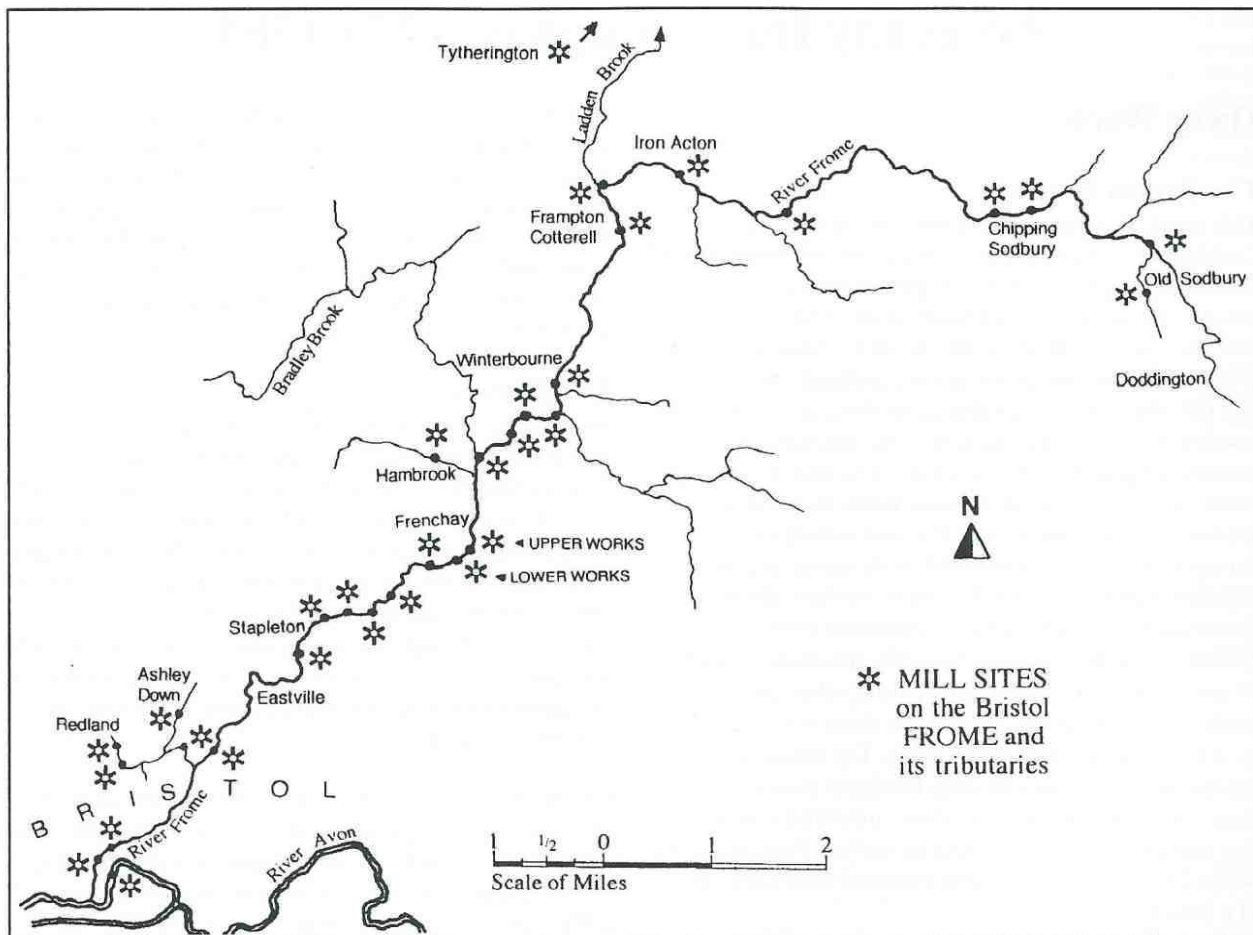 Tytherington
Ladden Brook
Iron Acton
River Frome
Frampton
Cotterell
Chipping
Sodbury
Old Sodbury
Doddington
Bradley Brook
Winterbourne
Hambrook
Frenchay
UPPER WORKS
LOWER WORKS
N
Stapleton
Ashley
Down
Eastville
Redland
BRISTOL
River Frome
River Avon
MILL SITES
on the Bristol
FROME and
its tributaries
1 1/2 0 1 2
Scale of Miles